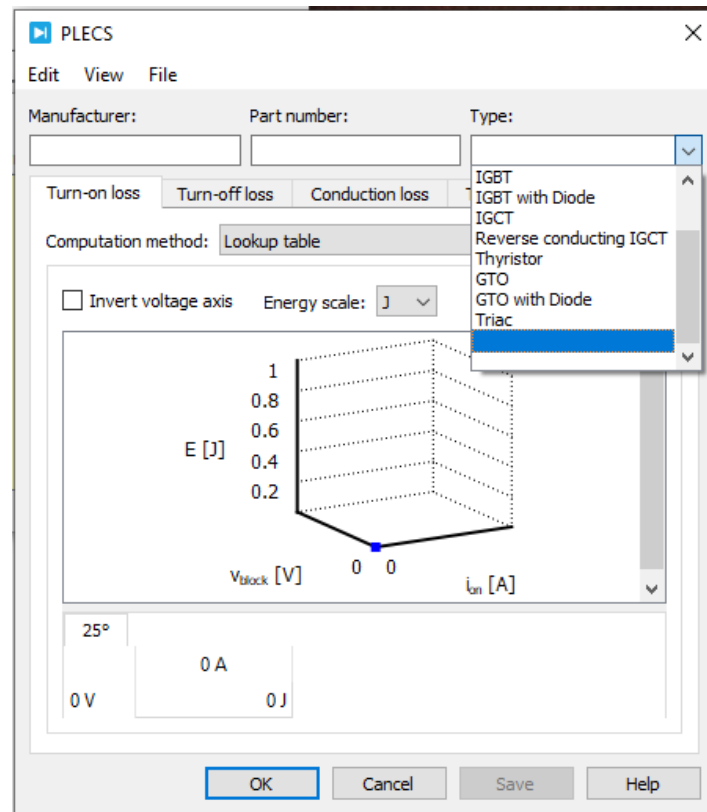 PLECS
Edit View File
Manufacturer: Part number: Type:
IGBT
IGBT with Diode
IGCT
Reverse conducting IGCT
Thyristor
GTO
GTO with Diode
Triac
Turn-on loss Turn-off loss Conduction loss
Computation method: Lookup table
Invert voltage axis Energy scale: J
1
0.8
0.6
E [J]
0.4
0.2
0 0
Vblock [V] ion [A]
25°
0 A
0 V 0 J
OK Cancel Save Help